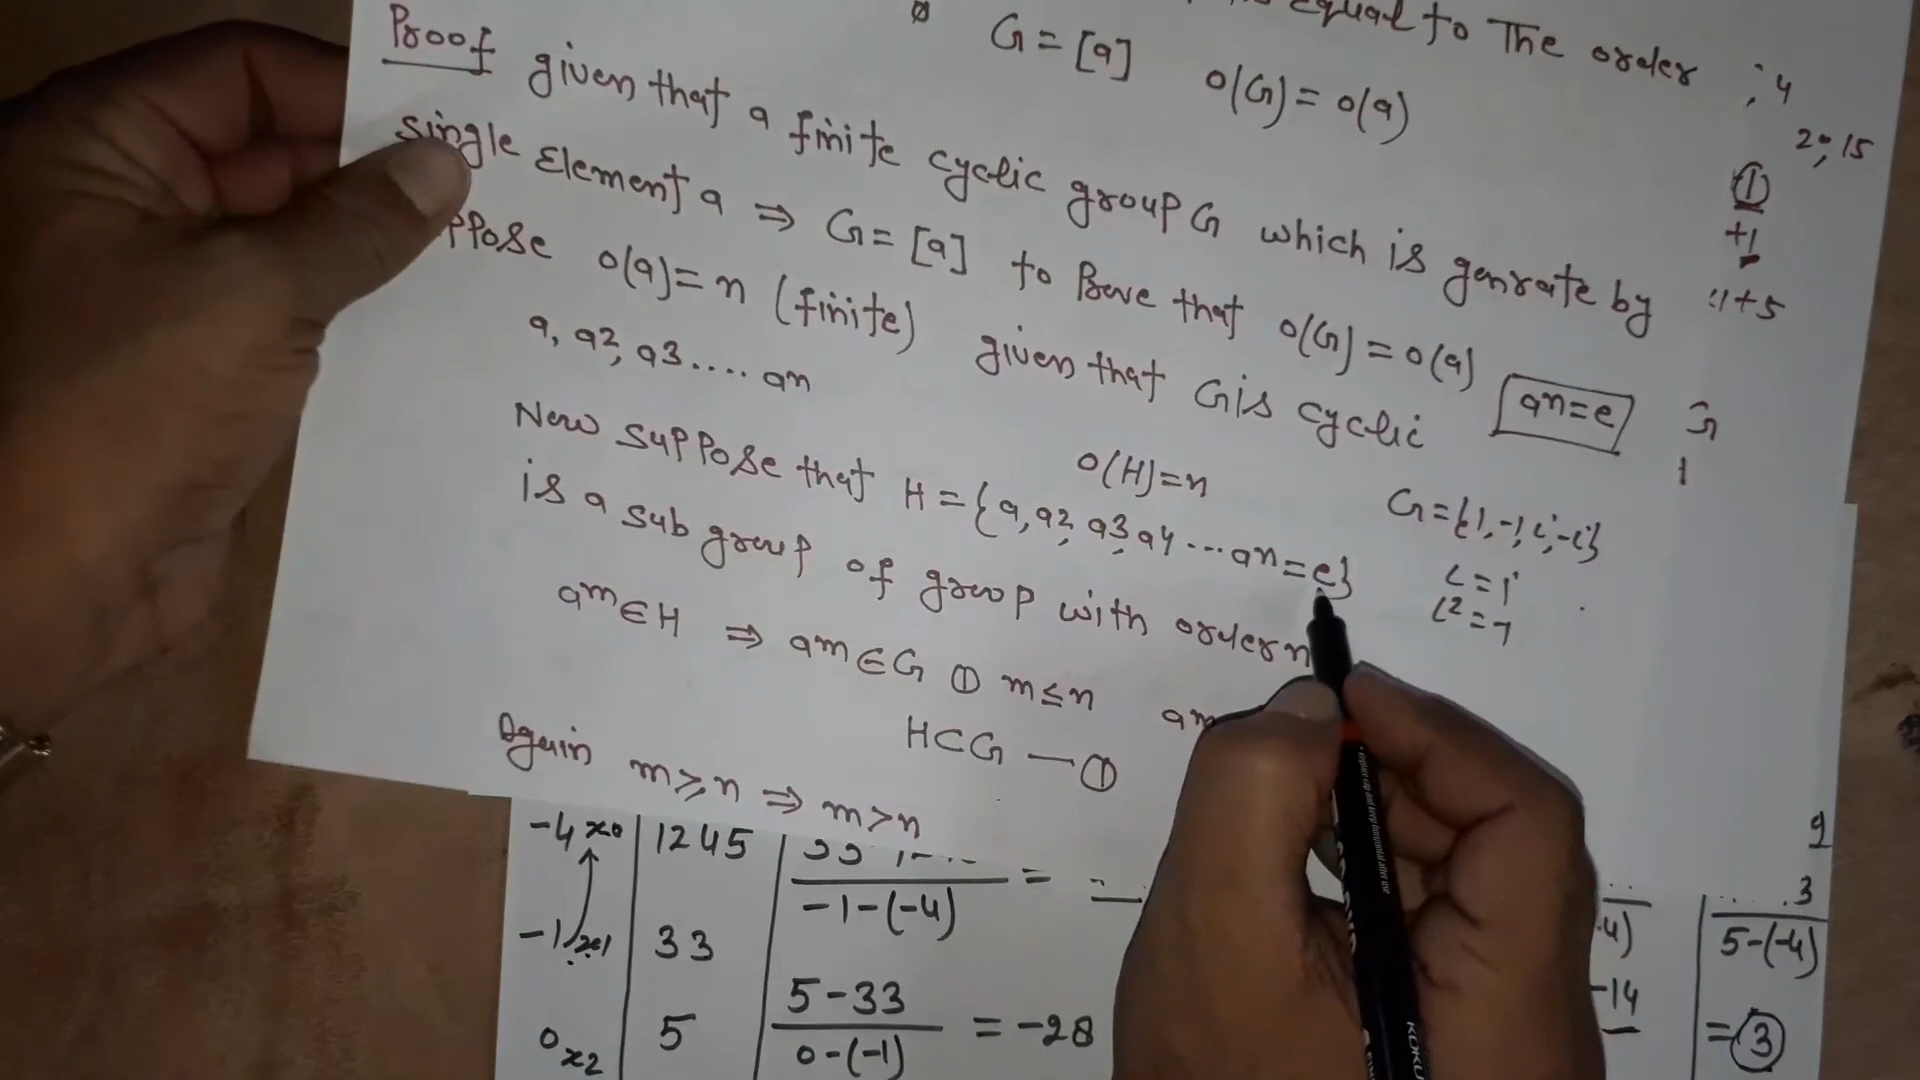 equal to The order
G = [a] o(G) = o(a)
Proof given that a finite cyclic group G which is genrate by
single Element a ⇒ G = [a] to Prove that o(G) = o(a)
o(a) = n (finite) given that G is cyclic an=e
a, a2, a3.... an
Now suppose that H = {a, a2, a3, a4 ... an = e}
o(H)=n
is a sub group of group with order n
am ∈ H ⇒ am ∈ G ① m ≤ n am
H ⊂ G — ①
Again m ≥ n ⇒ m > n
; 4
2; 15
①
+1
G = {1, -1, i, -i}
-4 x0 1245
-1-(-4) =
-1 x1 33
5-33
0-(-1) = -28
0 x2 5
5-(-4)
-14
= ③